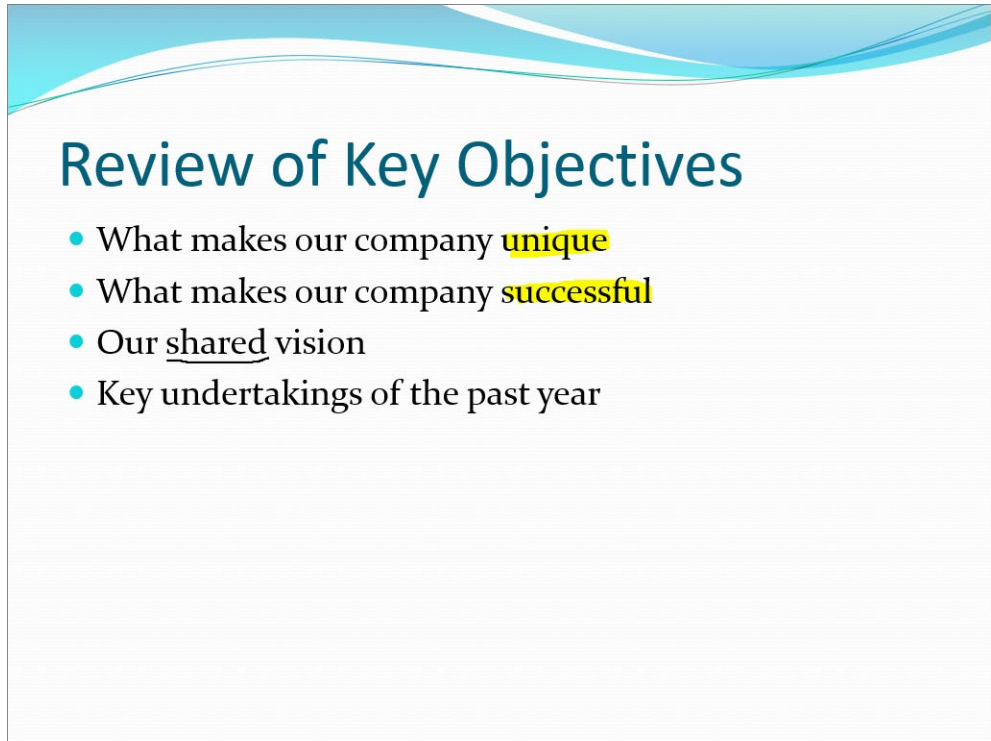 Review of Key Objectives
What makes our company unique
What makes our company successful
Our shared vision
Key undertakings of the past year